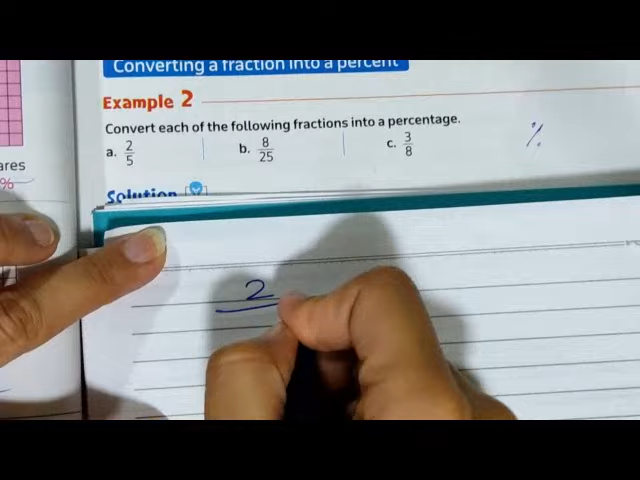 Converting a fraction into a percent
Example 2
Convert each of the following fractions into a percentage.
a. 2/5 b. 8/25 c. 3/8 %
ares
%
Solution
2